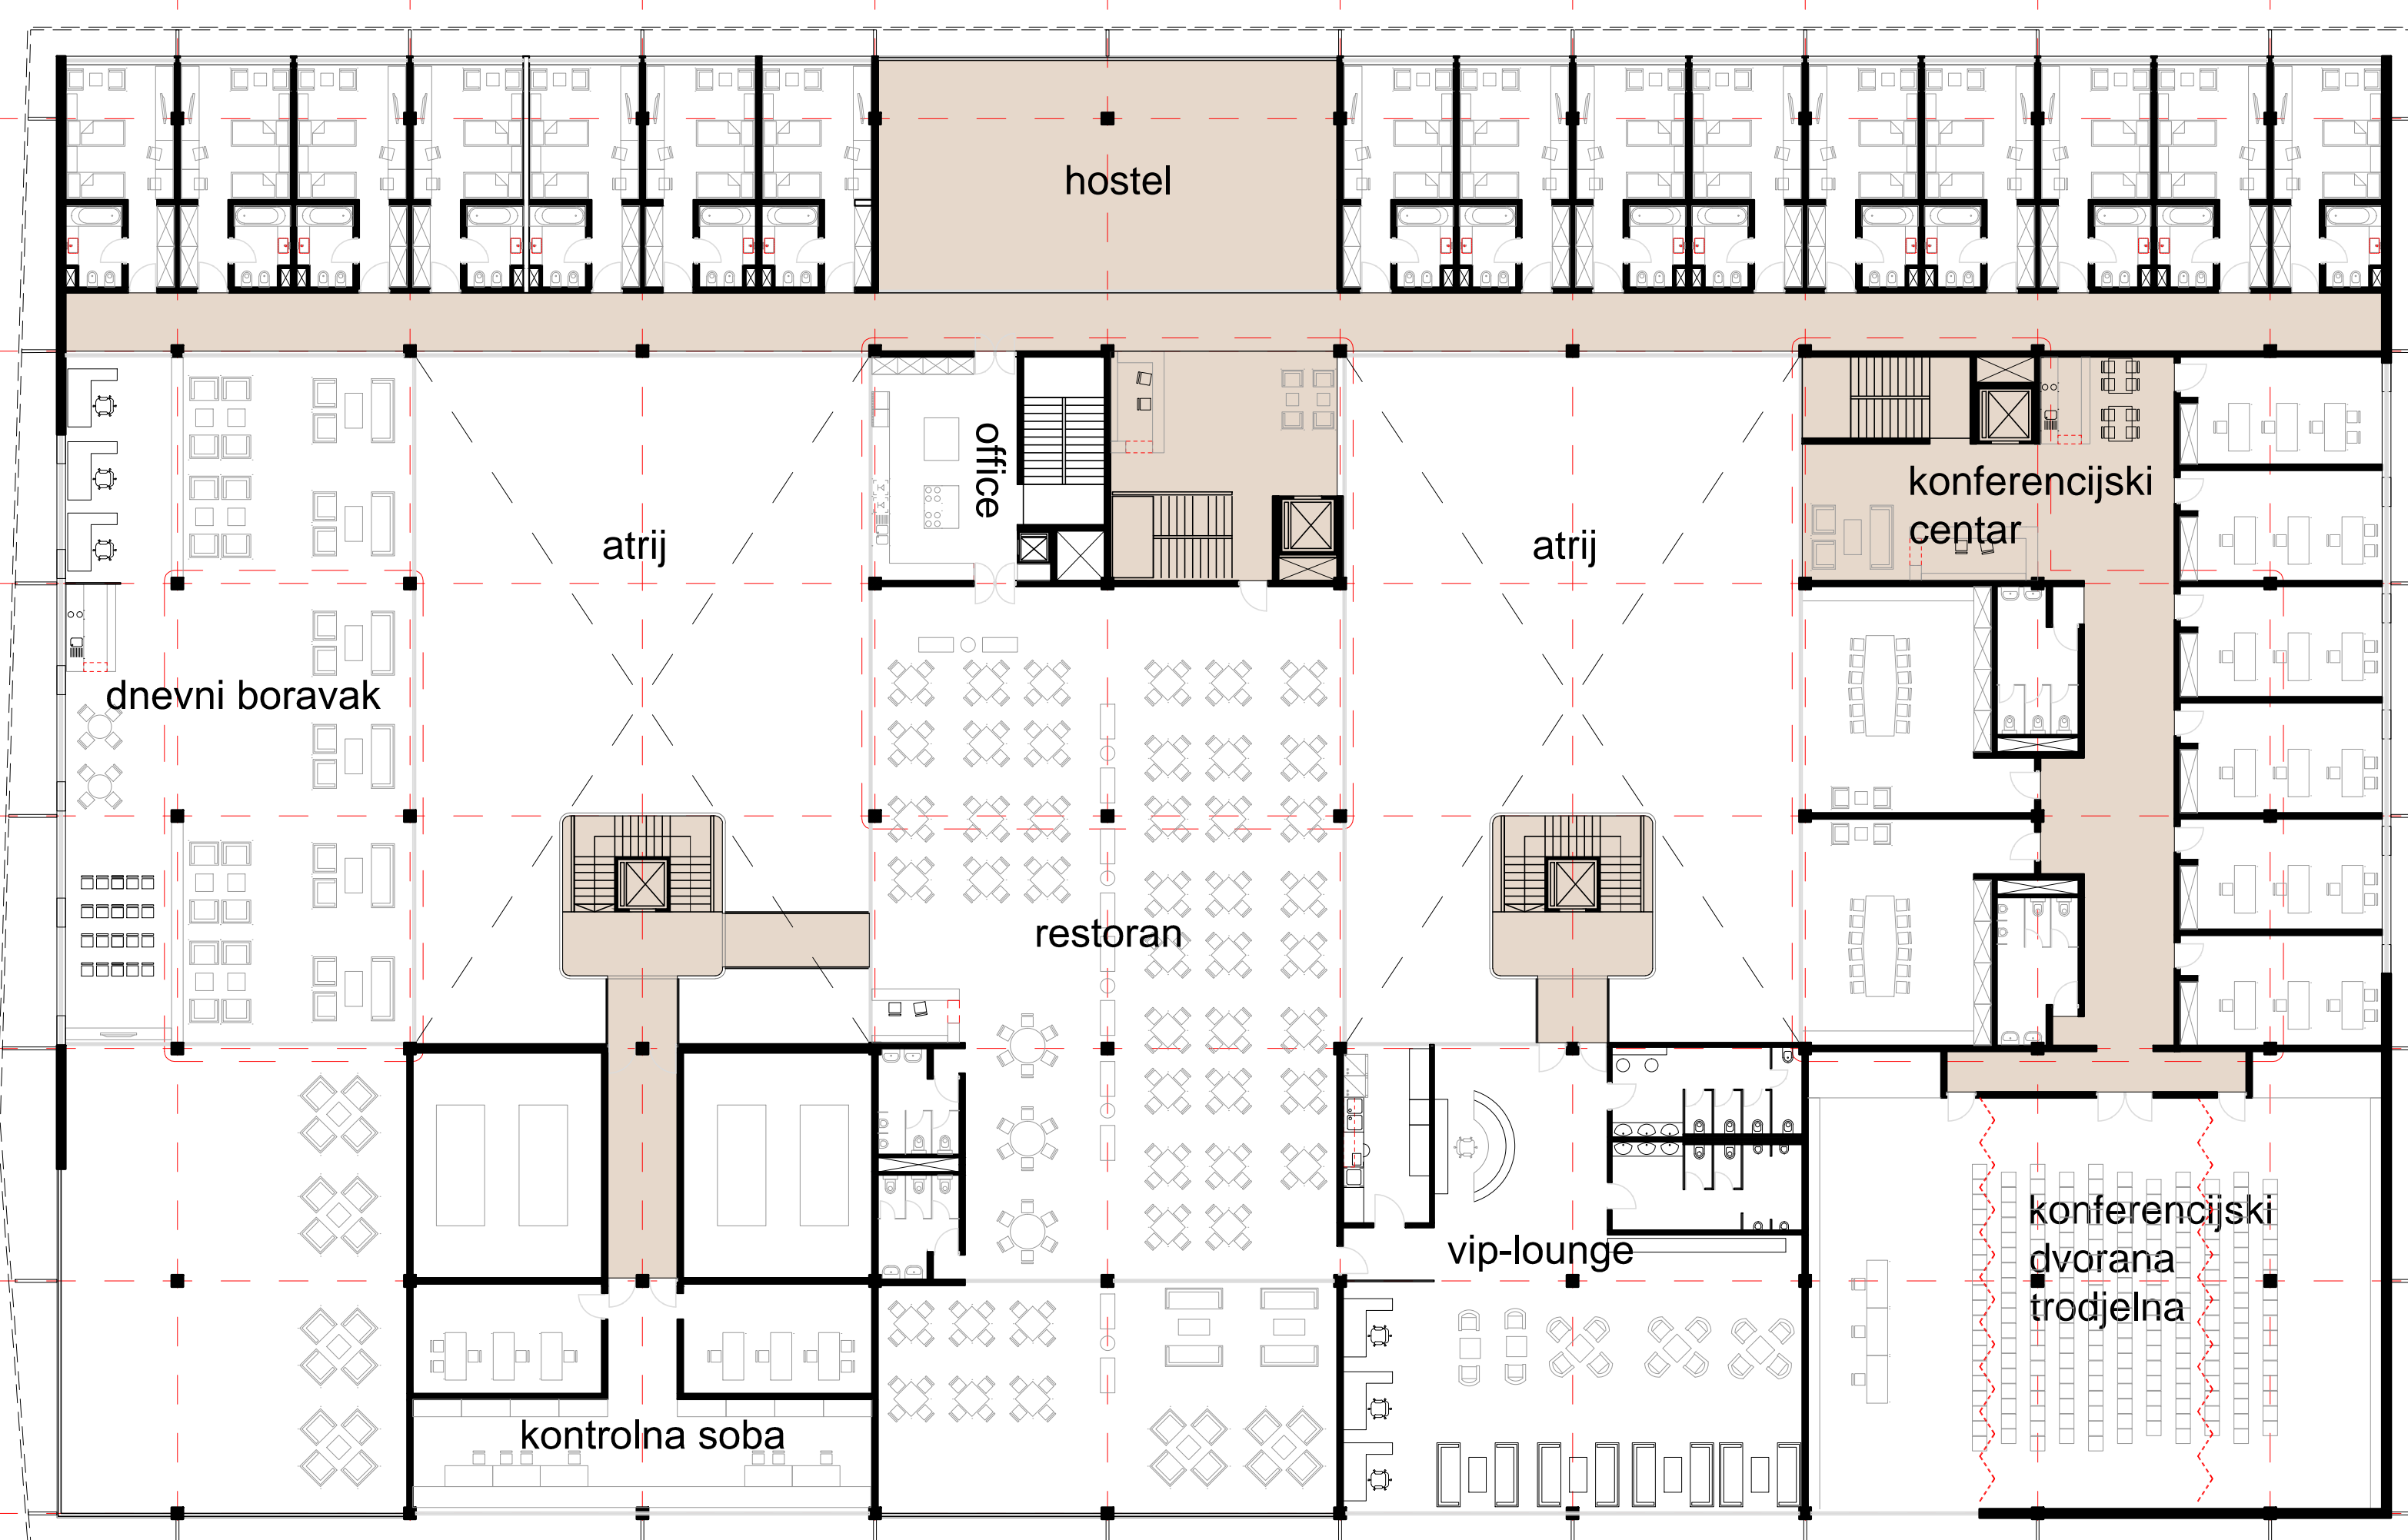 hostel
office
atrij
atrij
konferencijski
centar
dnevni boravak
restoran
vip-lounge
konferencijski
dvorana
trodjelna
kontrolna soba